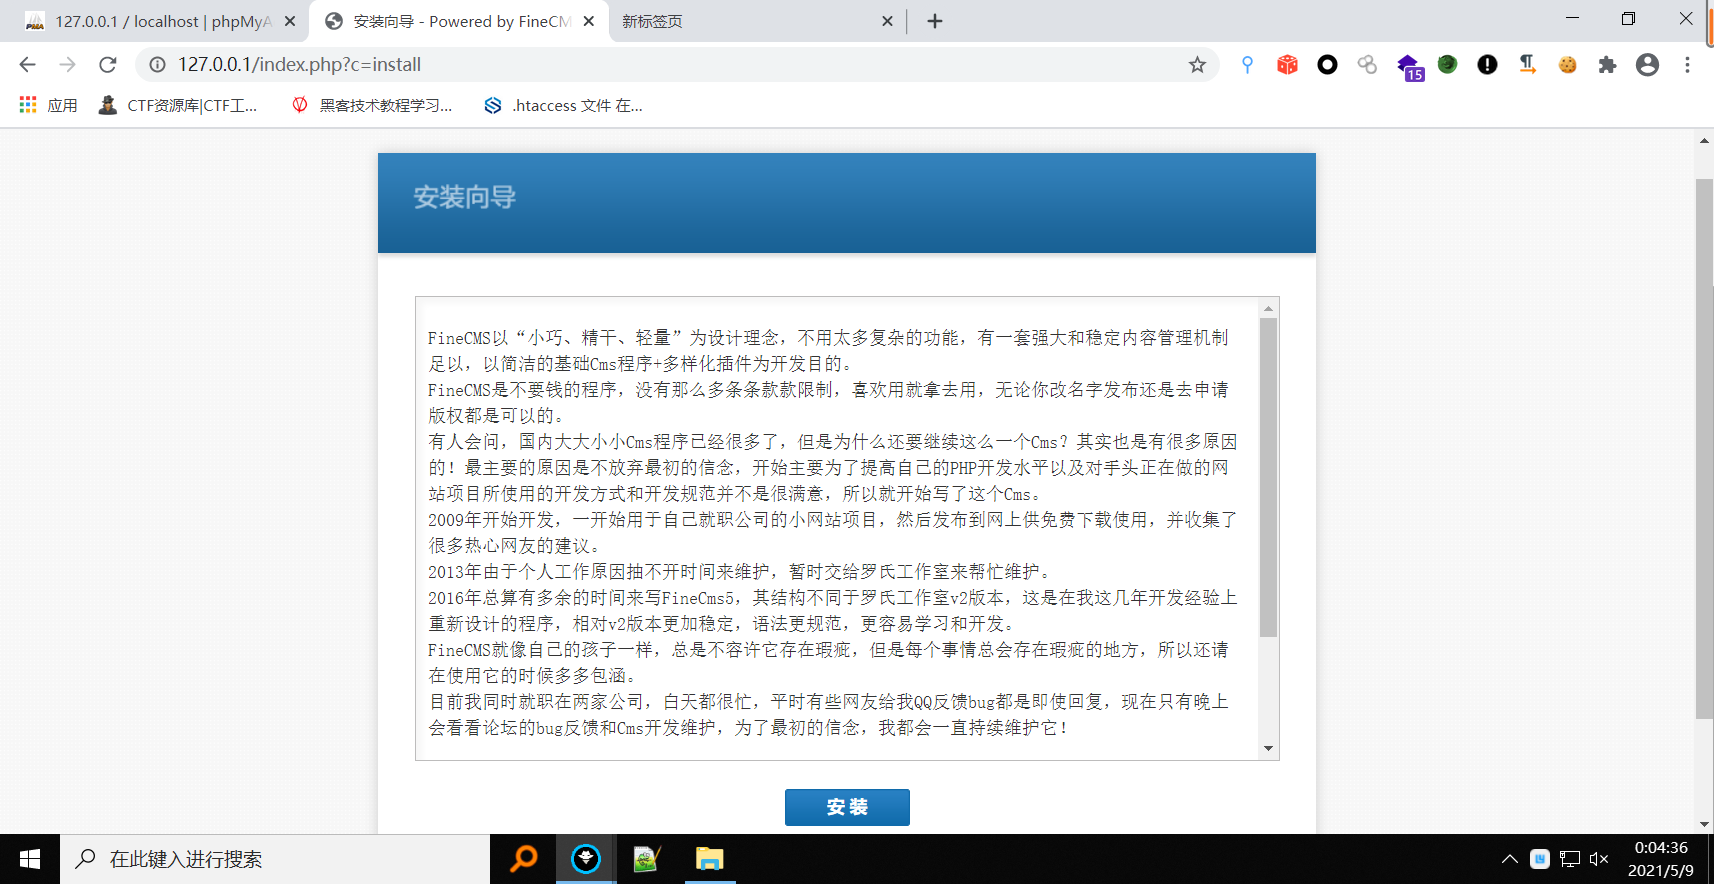 127.0.0.1 / localhost | phpMyA
安装向导 - Powered by FineCM
新标签页
127.0.0.1/index.php?c=install
15
应用
CTF资源库|CTF工...
黑客技术教程学习...
.htaccess 文件 在...
安装向导
FineCMS以“小巧、精干、轻量”为设计理念，不用太多复杂的功能，有一套强大和稳定内容管理机制
足以，以简洁的基础Cms程序+多样化插件为开发目的。
FineCMS是不要钱的程序，没有那么多条条款款限制，喜欢用就拿去用，无论你改名字发布还是去申请
版权都是可以的。
有人会问，国内大大小小Cms程序已经很多了，但是为什么还要继续这么一个Cms？其实也是有很多原因
的！最主要的原因是不放弃最初的信念，开始主要为了提高自己的PHP开发水平以及对手头正在做的网
站项目所使用的开发方式和开发规范并不是很满意，所以就开始写了这个Cms。
2009年开始开发，一开始用于自己就职公司的小网站项目，然后发布到网上供免费下载使用，并收集了
很多热心网友的建议。
2013年由于个人工作原因抽不开时间来维护，暂时交给罗氏工作室来帮忙维护。
2016年总算有多余的时间来写FineCms5，其结构不同于罗氏工作室v2版本，这是在我这几年开发经验上
重新设计的程序，相对v2版本更加稳定，语法更规范，更容易学习和开发。
FineCMS就像自己的孩子一样，总是不容许它存在瑕疵，但是每个事情总会存在瑕疵的地方，所以还请
在使用它的时候多多包涵。
目前我同时就职在两家公司，白天都很忙，平时有些网友给我QQ反馈bug都是即使回复，现在只有晚上
会看看论坛的bug反馈和Cms开发维护，为了最初的信念，我都会一直持续维护它！
安 装
在此键入进行搜索
0:04:36
2021/5/9